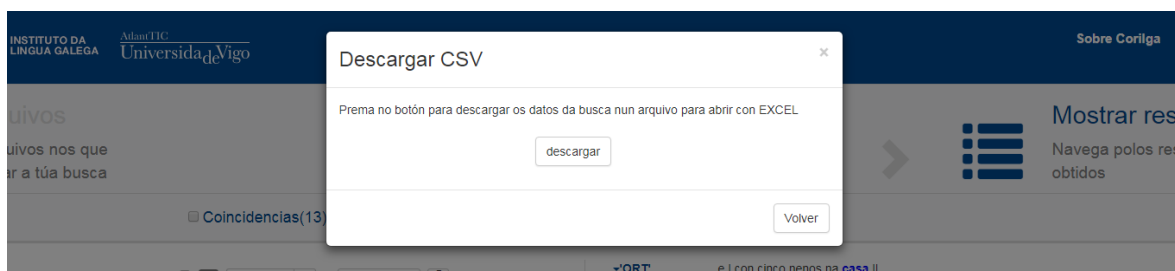 INSTITUTO DA
LINGUA GALEGA
AtlantTIC
UniversidadeVigo
Sobre Corilga
Descargar CSV
×
Prema no botón para descargar os datos da busca nun arquivo para abrir con EXCEL
descargar
Volver
uivos
uivos nos que
ar a túa busca
Mostrar res
Navega polos res
obtidos
Coincidencias(13)
'ORT'
e | con cinco nenos na casa ||